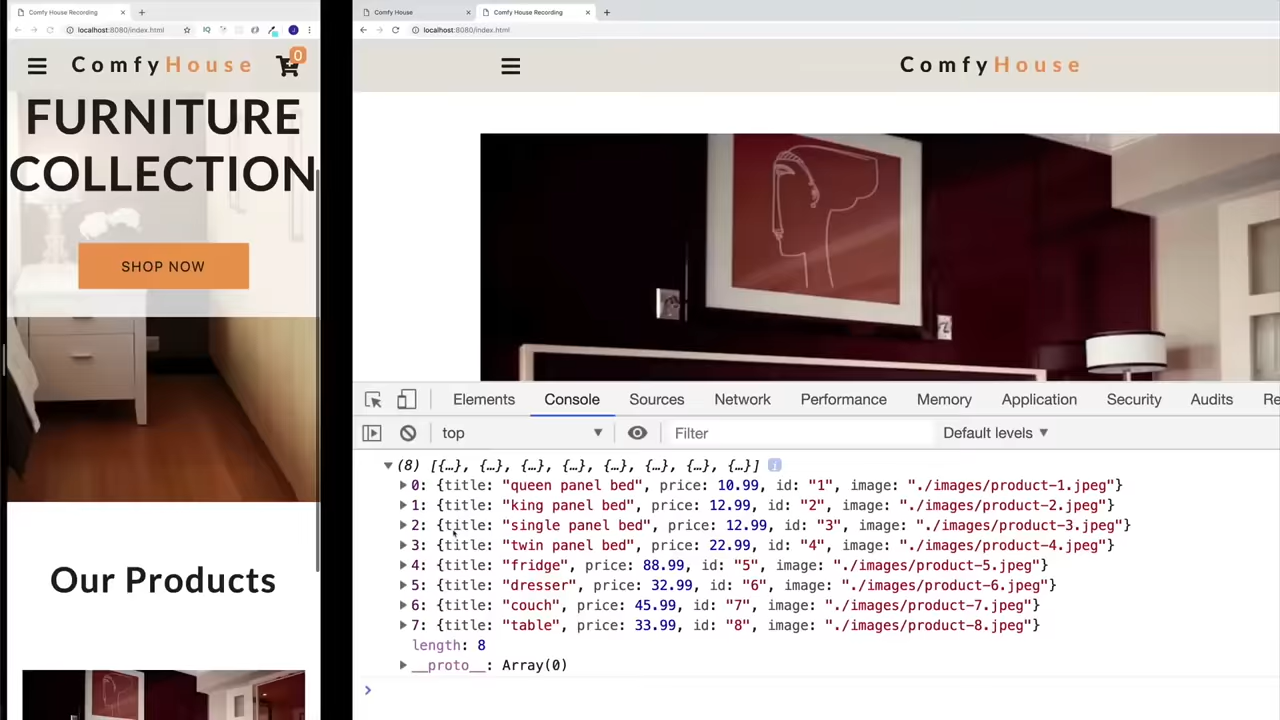 Comfy House Recording
localhost:8080/index.html
ComfyHouse
0
FURNITURE
COLLECTION
SHOP NOW
Our Products
Comfy House
Comfy House Recording
localhost:8080/index.html
ComfyHouse
Elements Console Sources Network Performance Memory Application Security Audits Re
top Filter Default levels
(8) [{…}, {…}, {…}, {…}, {…}, {…}, {…}, {…}]
0: {title: "queen panel bed", price: 10.99, id: "1", image: "./images/product-1.jpeg"}
1: {title: "king panel bed", price: 12.99, id: "2", image: "./images/product-2.jpeg"}
2: {title: "single panel bed", price: 12.99, id: "3", image: "./images/product-3.jpeg"}
3: {title: "twin panel bed", price: 22.99, id: "4", image: "./images/product-4.jpeg"}
4: {title: "fridge", price: 88.99, id: "5", image: "./images/product-5.jpeg"}
5: {title: "dresser", price: 32.99, id: "6", image: "./images/product-6.jpeg"}
6: {title: "couch", price: 45.99, id: "7", image: "./images/product-7.jpeg"}
7: {title: "table", price: 33.99, id: "8", image: "./images/product-8.jpeg"}
length: 8
__proto__: Array(0)